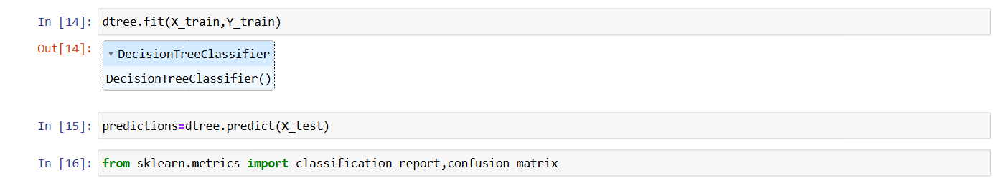 In [14]: dtree.fit(X_train,Y_train)
Out[14]: ▾ DecisionTreeClassifier
DecisionTreeClassifier()
In [15]: predictions=dtree.predict(X_test)
In [16]: from sklearn.metrics import classification_report,confusion_matrix